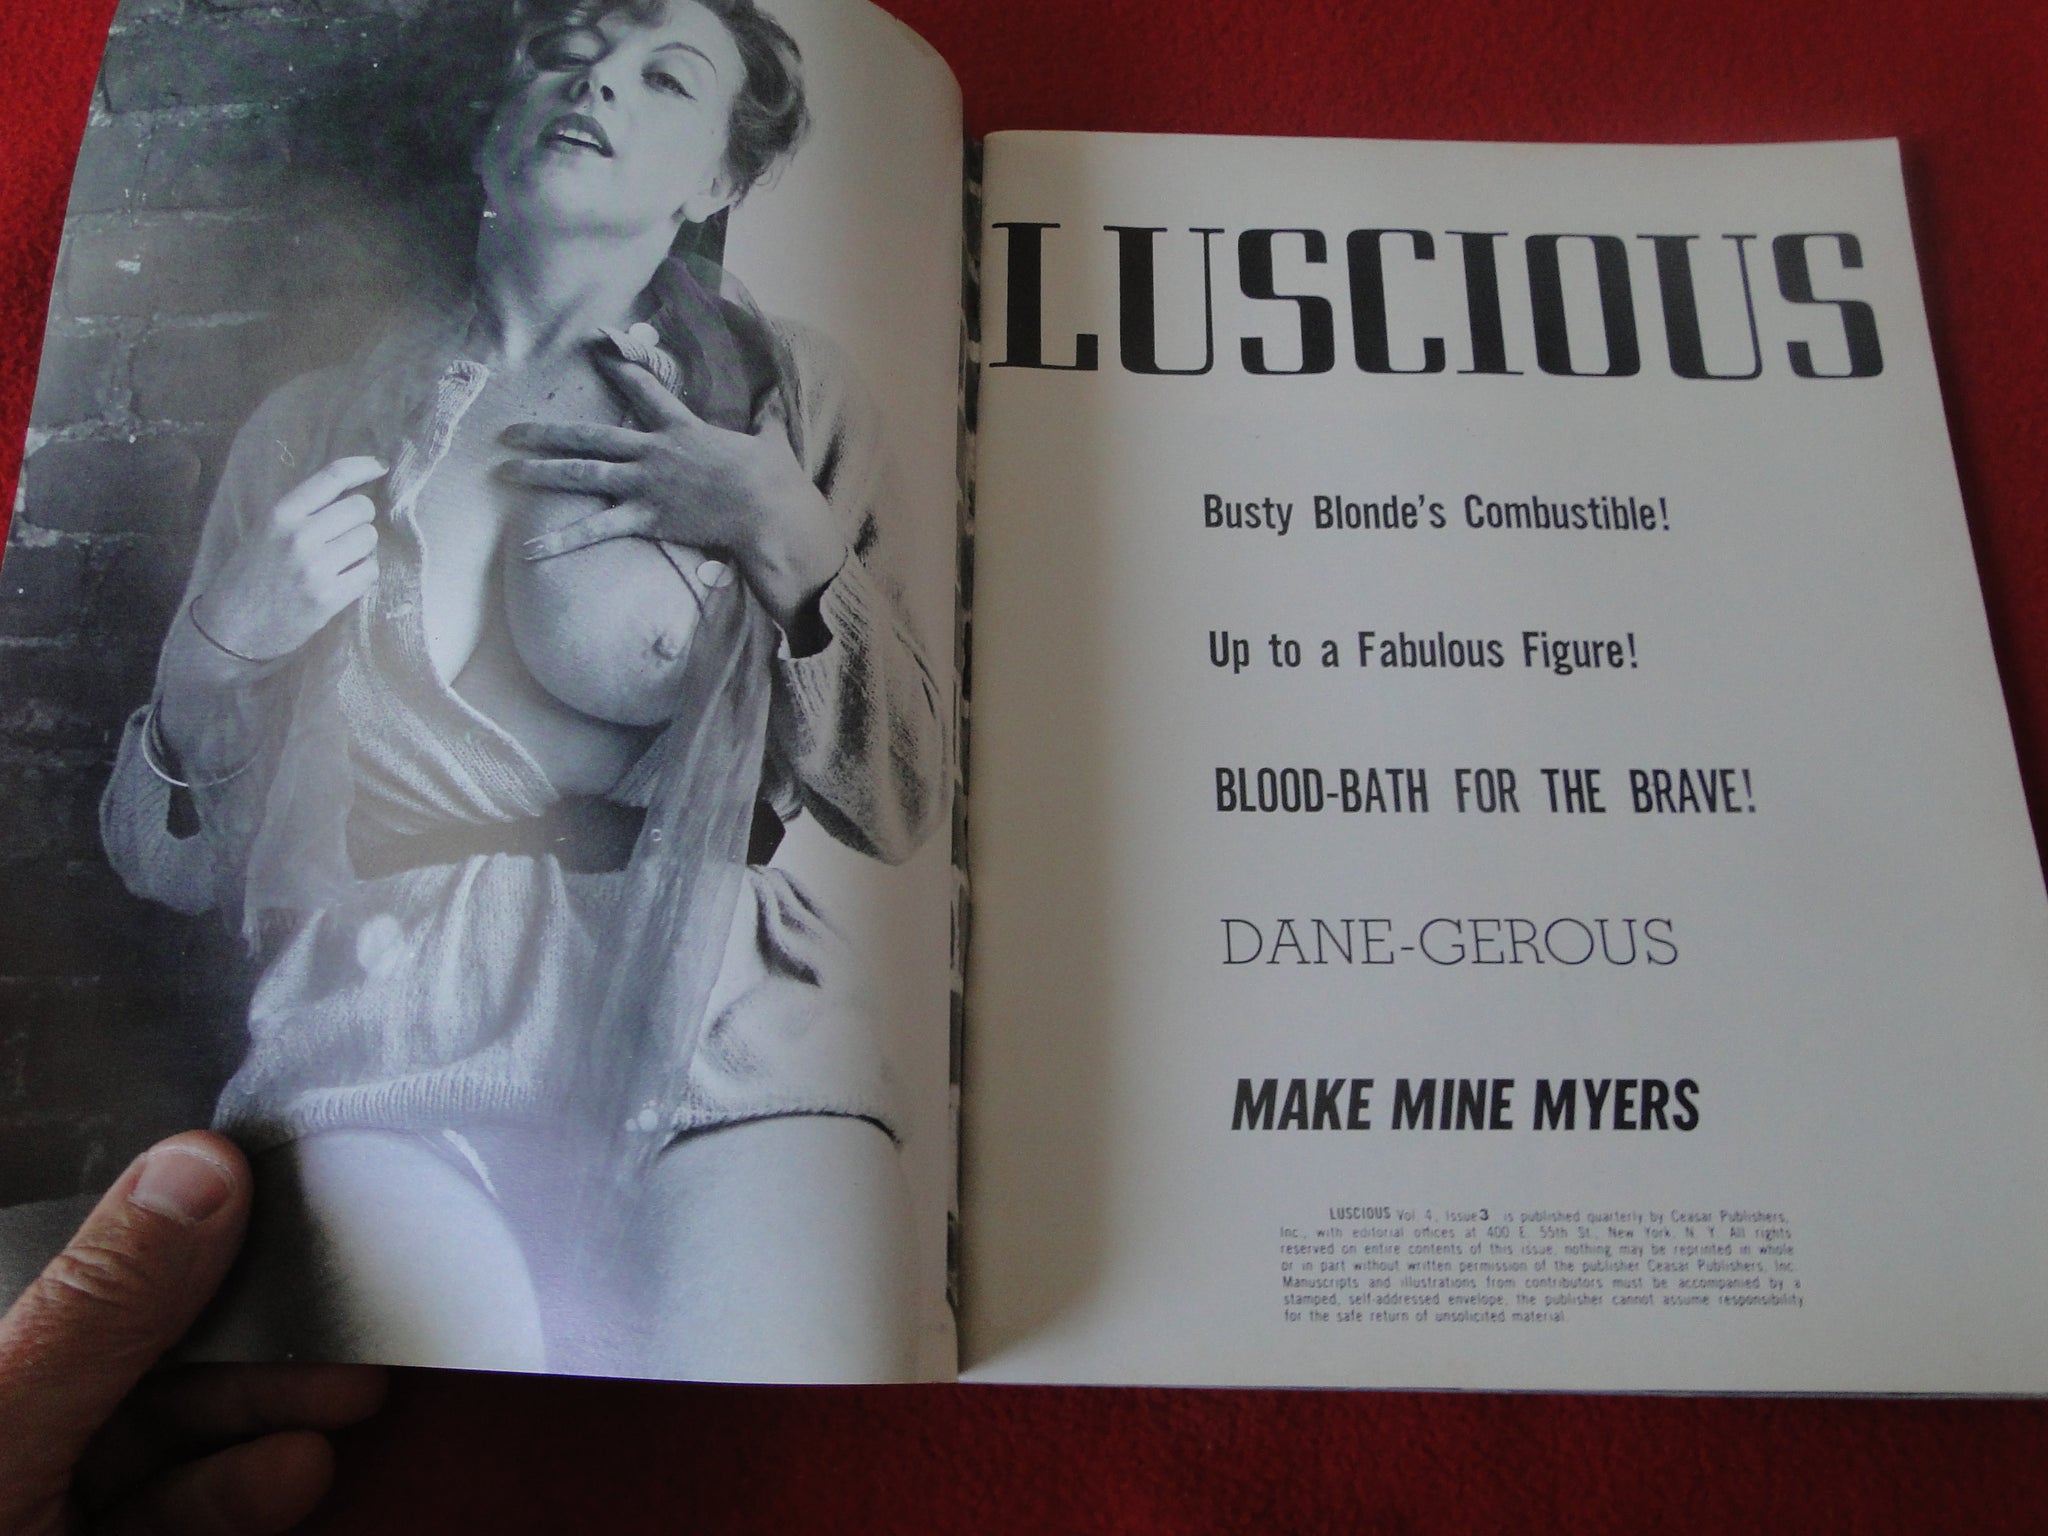 LUSCIOUS
Busty Blonde's Combustible!
Up to a Fabulous Figure!
BLOOD-BATH FOR THE BRAVE!
DANE-GEROUS
MAKE MINE MYERS
LUSCIOUS Vol. 4, Issue 3 is published quarterly by Ceasar Publishers,
Inc., with editorial offices at 400 E. 55th St., New York, N. Y. All rights
reserved on entire contents of this issue, nothing may be reprinted in whole
or in part without written permission of the publisher Ceasar Publishers, Inc.
Manuscripts and illustrations from contributors must be accompanied by a
stamped, self-addressed envelope, the publisher cannot assume responsibility
for the safe return of unsolicited material.